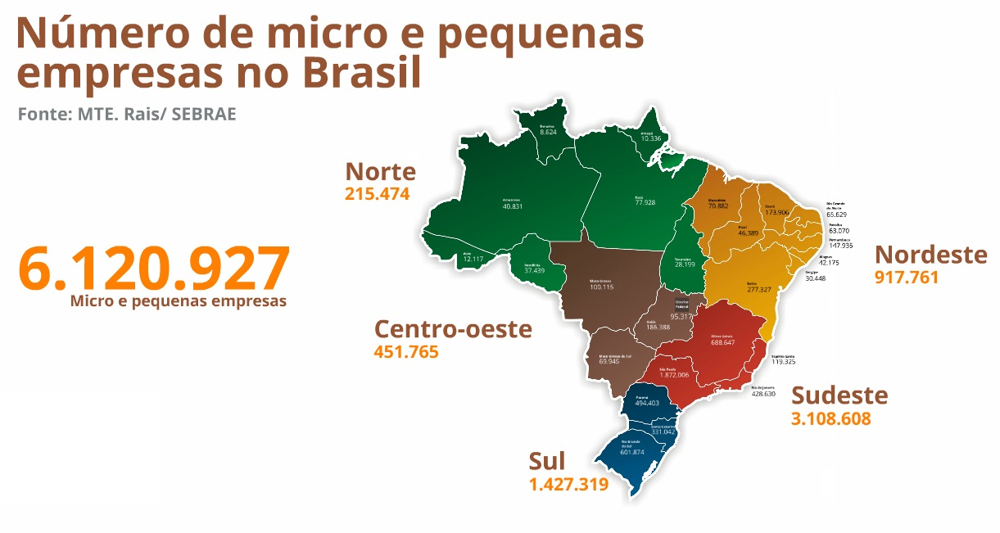 Número de micro e pequenas
empresas no Brasil
Fonte: MTE. Rais/ SEBRAE
6.120.927
Micro e pequenas empresas
Norte
215.474
Roraima
8.624
Amapá
10.336
Amazonas
40.831
Pará
77.928
Acre
12.117
Rondônia
37.439
Tocantins
28.199
Nordeste
917.761
Maranhão
70.882
Piauí
46.389
Ceará
173.906
Rio Grande
do Norte
65.629
Paraíba
63.070
Pernambuco
147.935
Alagoas
42.175
Sergipe
30.448
Bahia
277.327
Centro-oeste
451.765
Mato Grosso
100.115
Distrito
Federal
95.317
Goiás
186.388
Mato Grosso do Sul
69.945
Sudeste
3.108.608
Minas Gerais
688.647
Espírito Santo
119.325
São Paulo
1.872.006
Rio de Janeiro
428.630
Sul
1.427.319
Paraná
494.403
Santa Catarina
331.042
Rio Grande
do Sul
601.874